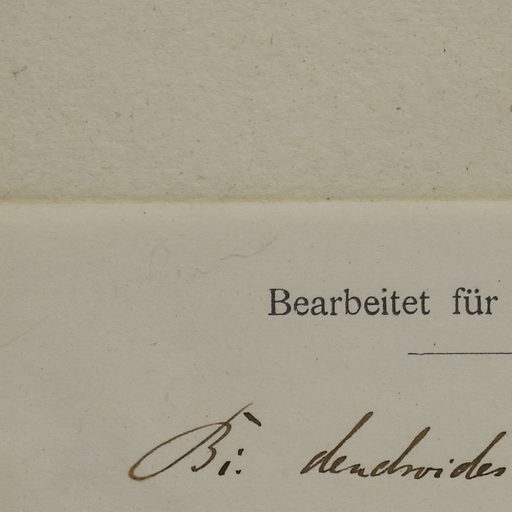 Bearbeitet für
Bi. dendroides